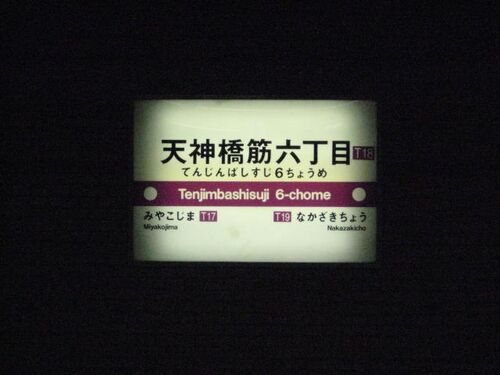 天神橋筋六丁目 T18
てんじんばしすじ6ちょうめ
Tenjimbashisuji 6-chome
みやこじま T17 T19 なかざきちょう
Miyakojima Nakazakicho